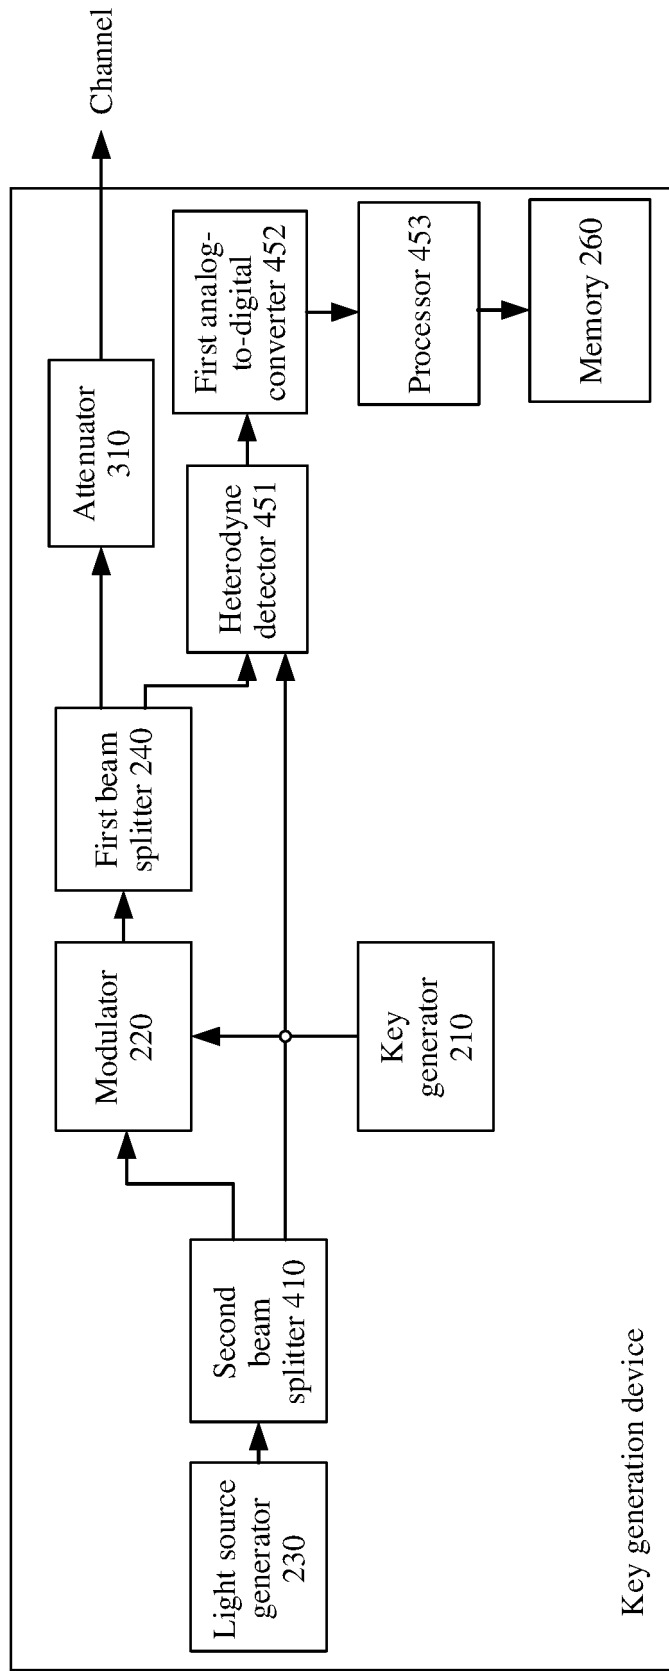 Light source
generator
230
Second
beam
splitter 410
Modulator
220
Key
generator
210
First beam
splitter 240
Attenuator
310
Heterodyne
detector 451
First analog-
to-digital
converter 452
Processor 453
Memory 260
Channel
Key generation device